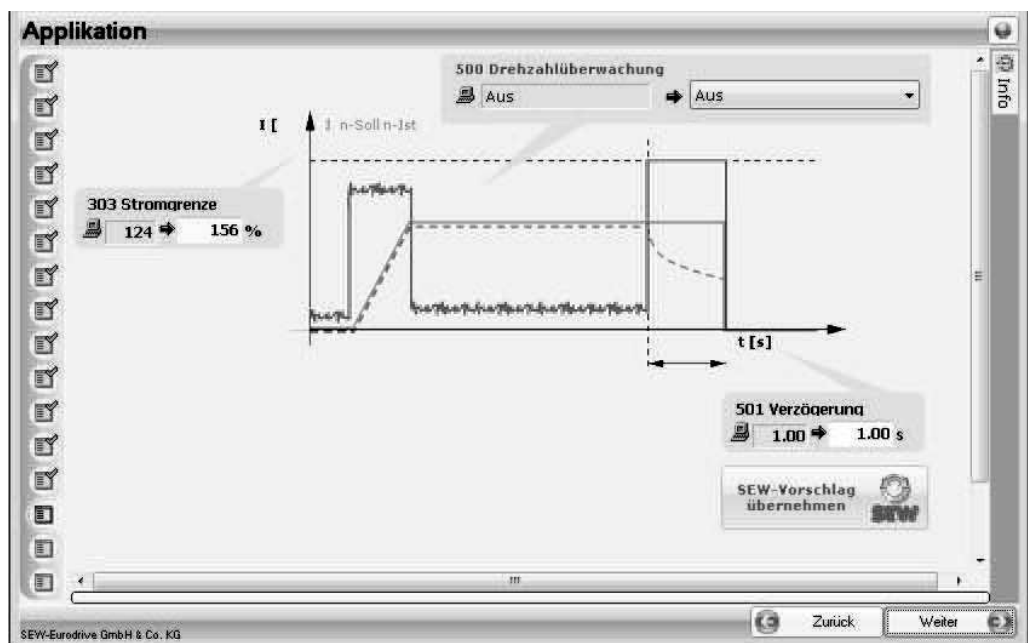 Applikation
Info
500 Drehzahlüberwachung
Aus Aus
I [ I n-Soll n-Ist
303 Stromgrenze
124 156 %
t [s]
501 Verzögerung
1.00 1.00 s
SEW-Vorschlag
übernehmen
SEW
Zurück Weiter
SEW-Eurodrive GmbH & Co. KG